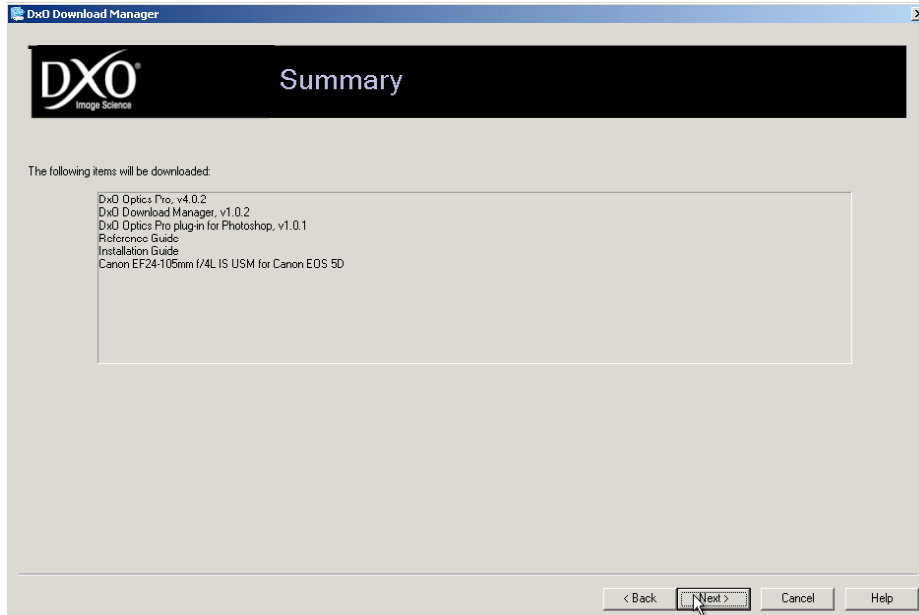 DxO Download Manager
DXO
Image Science
Summary
The following items will be downloaded:
DxO Optics Pro, v4.0.2
DxO Download Manager, v1.0.2
DxO Optics Pro plug-in for Photoshop, v1.0.1
Reference Guide
Installation Guide
Canon EF24-105mm f/4L IS USM for Canon EOS 5D
< Back Next > Cancel Help